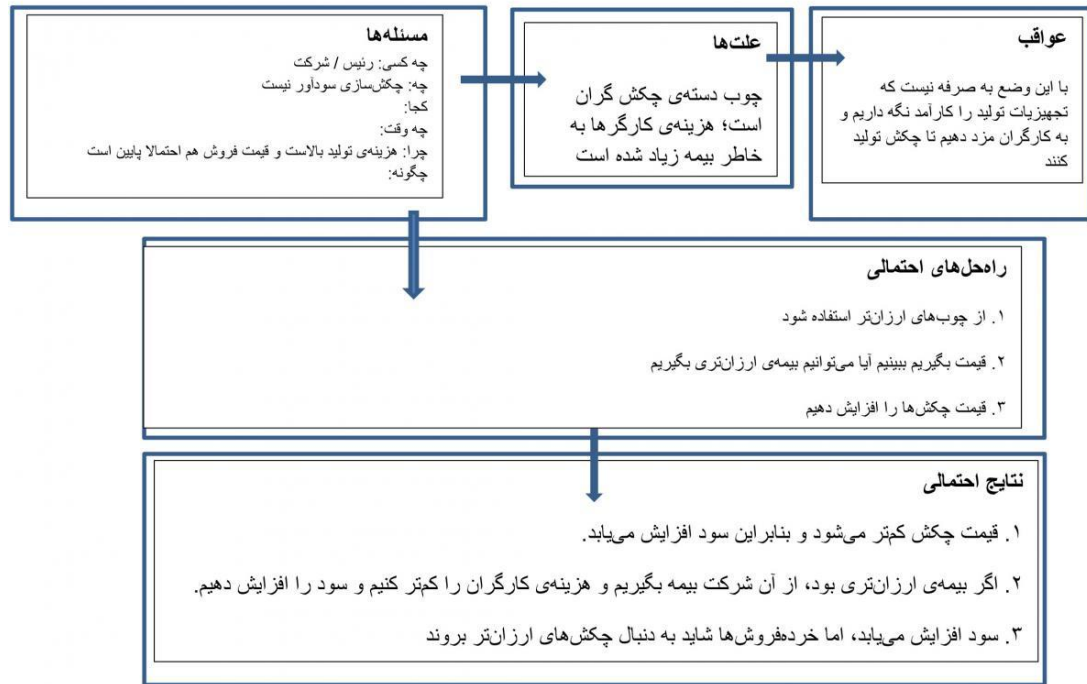 مسئله‌ها
چه کسی: رئیس / شرکت
چه: چکش‌سازی سودآور نیست
کجا:
چه وقت:
چرا: هزینه‌ی تولید بالاست و قیمت فروش هم احتمالا پایین است
چگونه:
علت‌ها
چوب دسته‌ی چکش گران
است؛ هزینه‌ی کارگرها به
خاطر بیمه زیاد شده است
عواقب
با این وضع به صرفه نیست که
تجهیزیات تولید را کارآمد نگه داریم و
به کارگران مزد دهیم تا چکش تولید
کنند
راه‌حل‌های احتمالی
۱. از چوب‌های ارزان‌تر استفاده شود
۲. قیمت بگیریم ببینیم آیا می‌توانیم بیمه‌ی ارزان‌تری بگیریم
۳. قیمت چکش‌ها را افزایش دهیم
نتایج احتمالی
۱. قیمت چکش کم‌تر می‌شود و بنابراین سود افزایش می‌یابد.
۲. اگر بیمه‌ی ارزان‌تری بود، از آن شرکت بیمه بگیریم و هزینه‌ی کارگران را کم‌تر کنیم و سود را افزایش دهیم.
۳. سود افزایش می‌یابد، اما خرده‌فروش‌ها شاید به دنبال چکش‌های ارزان‌تر بروند